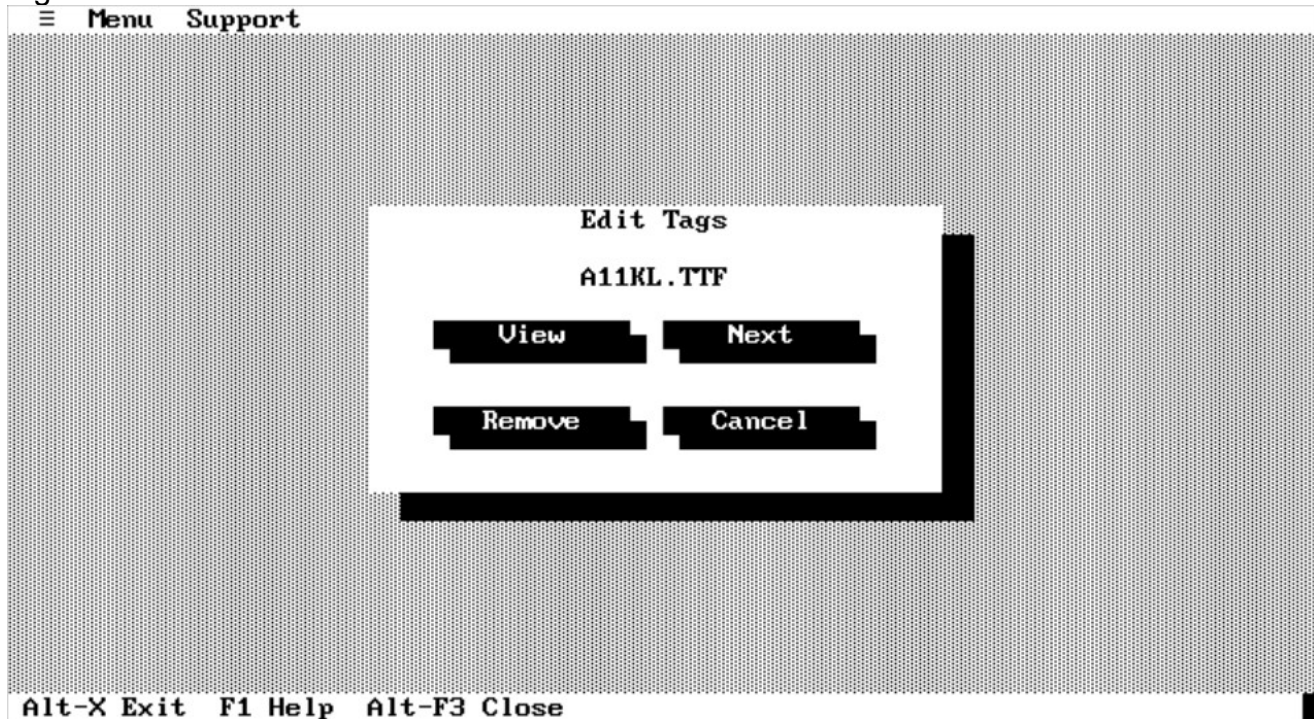 ≡ Menu Support
Edit Tags
A11KL.TTF
View Next
Remove Cancel
Alt-X Exit F1 Help Alt-F3 Close